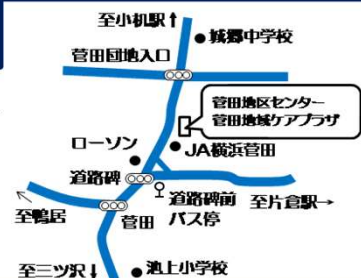 至小机駅↑
城郷中学校
菅田団地入口
菅田地区センター
菅田地域ケアプラザ
ローソン
JA横浜菅田
道路碑
道路碑前
バス停
至片倉駅→
至鴨居
菅田
至三ツ沢↓
池上小学校